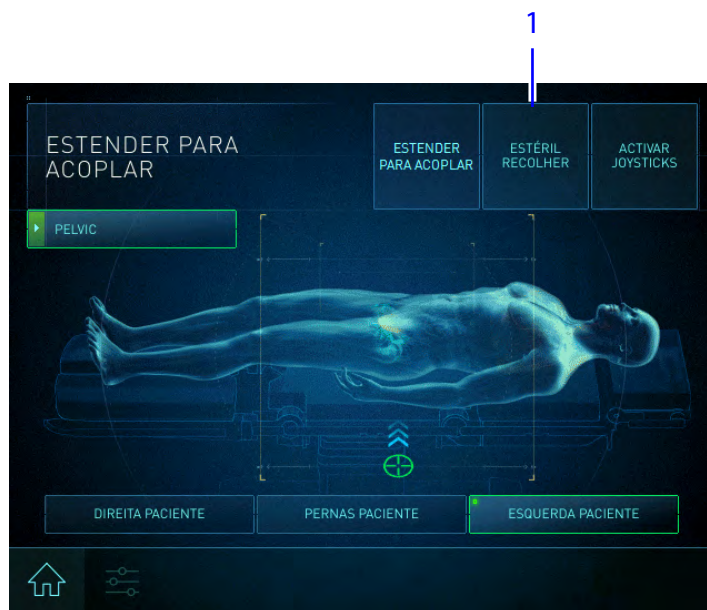 1
ESTENDER PARA
ACOPLAR
ESTENDER
PARA ACOPLAR
ESTÉRIL
RECOLHER
ACTIVAR
JOYSTICKS
PELVIC
DIREITA PACIENTE
PERNAS PACIENTE
ESQUERDA PACIENTE